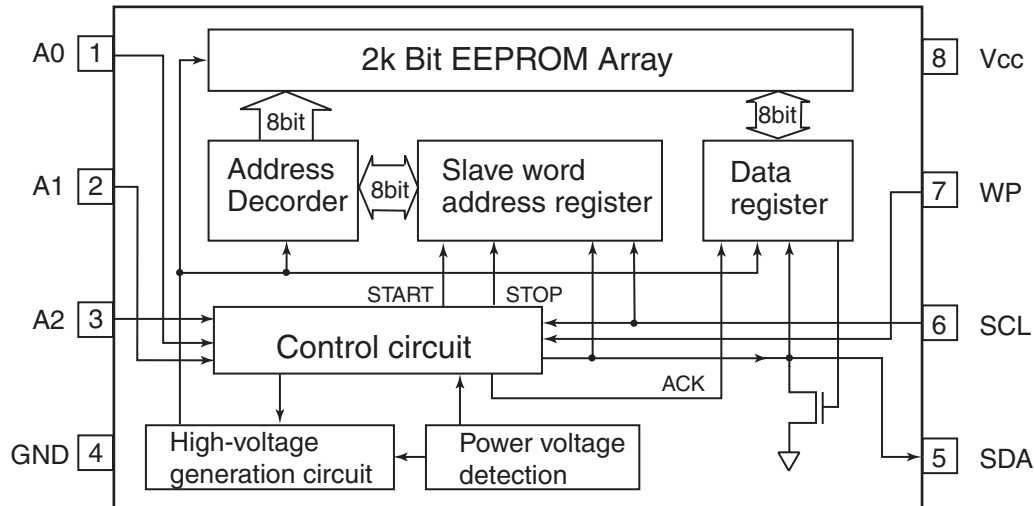 2k Bit EEPROM Array
A0 1
8 Vcc
8bit
8bit
Address
Decorder
8bit
Slave word
address register
Data
register
A1 2
7 WP
START
STOP
A2 3
6 SCL
Control circuit
ACK
GND 4
High-voltage
generation circuit
Power voltage
detection
5 SDA